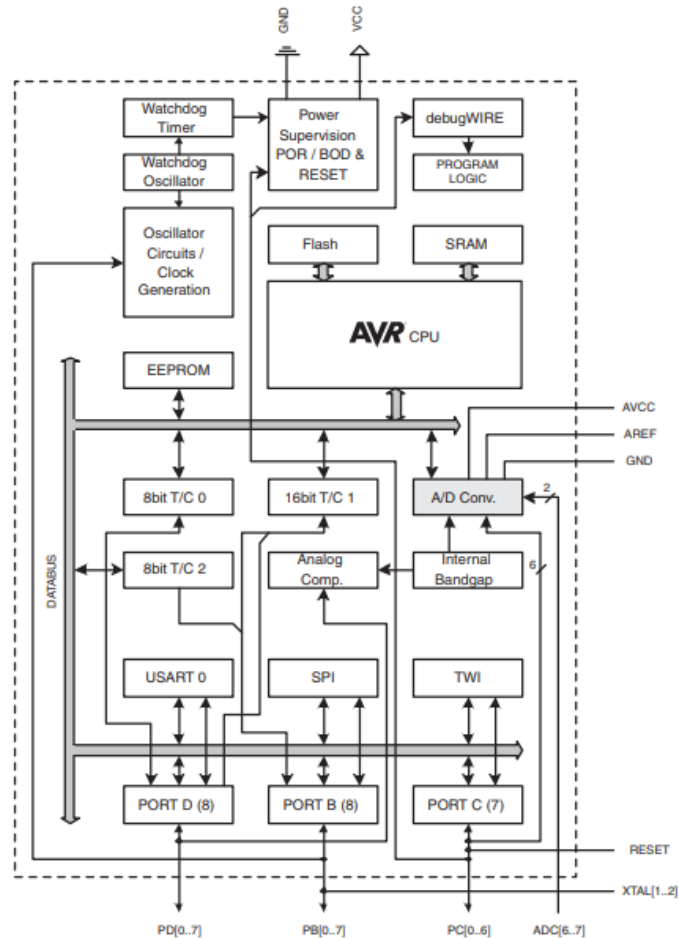 GND
VCC
Watchdog
Timer
Power
Supervision
POR / BOD &
RESET
debugWIRE
Watchdog
Oscillator
PROGRAM
LOGIC
Oscillator
Circuits /
Clock
Generation
Flash
SRAM
AVR CPU
EEPROM
AVCC
AREF
GND
8bit T/C 0
16bit T/C 1
A/D Conv.
2
8bit T/C 2
Analog
Comp.
Internal
Bandgap
6
DATABUS
USART 0
SPI
TWI
PORT D (8)
PORT B (8)
PORT C (7)
RESET
XTAL[1..2]
PD[0..7]
PB[0..7]
PC[0..6]
ADC[6..7]